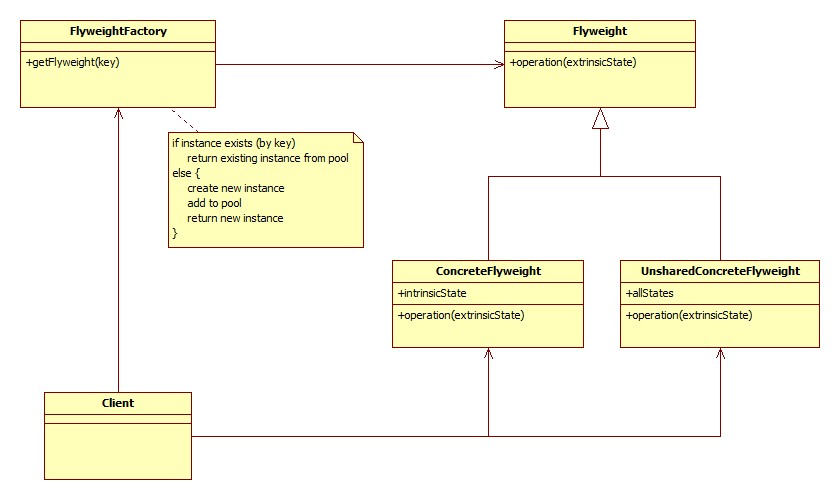 FlyweightFactory
+getFlyweight(key)
Flyweight
+operation(extrinsicState)
if instance exists (by key)
return existing instance from pool
else {
create new instance
add to pool
return new instance
}
ConcreteFlyweight
+intrinsicState
+operation(extrinsicState)
UnsharedConcreteFlyweight
+allStates
+operation(extrinsicState)
Client